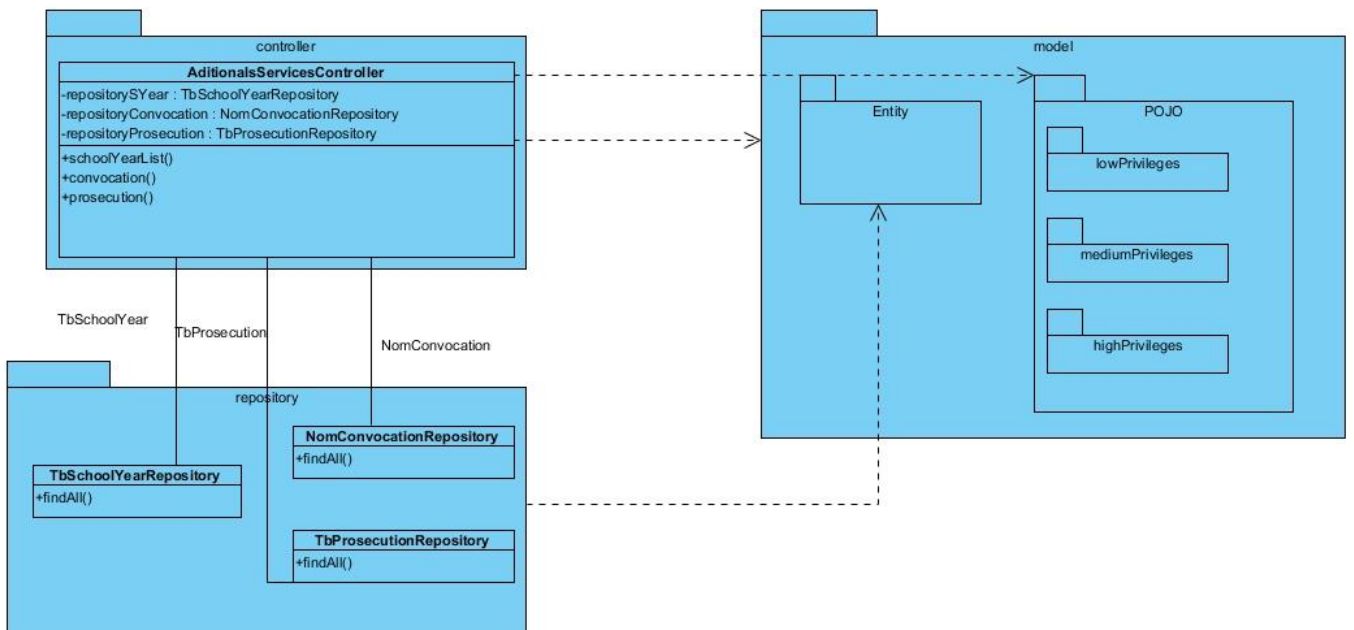 controller
AditionalsServicesController
-repositorySYear : TbSchoolYearRepository
-repositoryConvocation : NomConvocationRepository
-repositoryProsecution : TbProsecutionRepository
+schoolYearList()
+convocation()
+prosecution()
TbSchoolYear
TbProsecution
NomConvocation
repository
NomConvocationRepository
+findAll()
TbSchoolYearRepository
+findAll()
TbProsecutionRepository
+findAll()
model
Entity
POJO
lowPrivileges
mediumPrivileges
highPrivileges